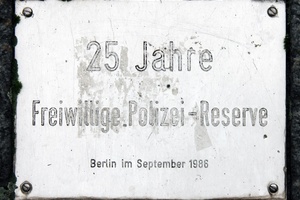 25 Jahre
Freiwillige Polizei-Reserve
Berlin im September 1986